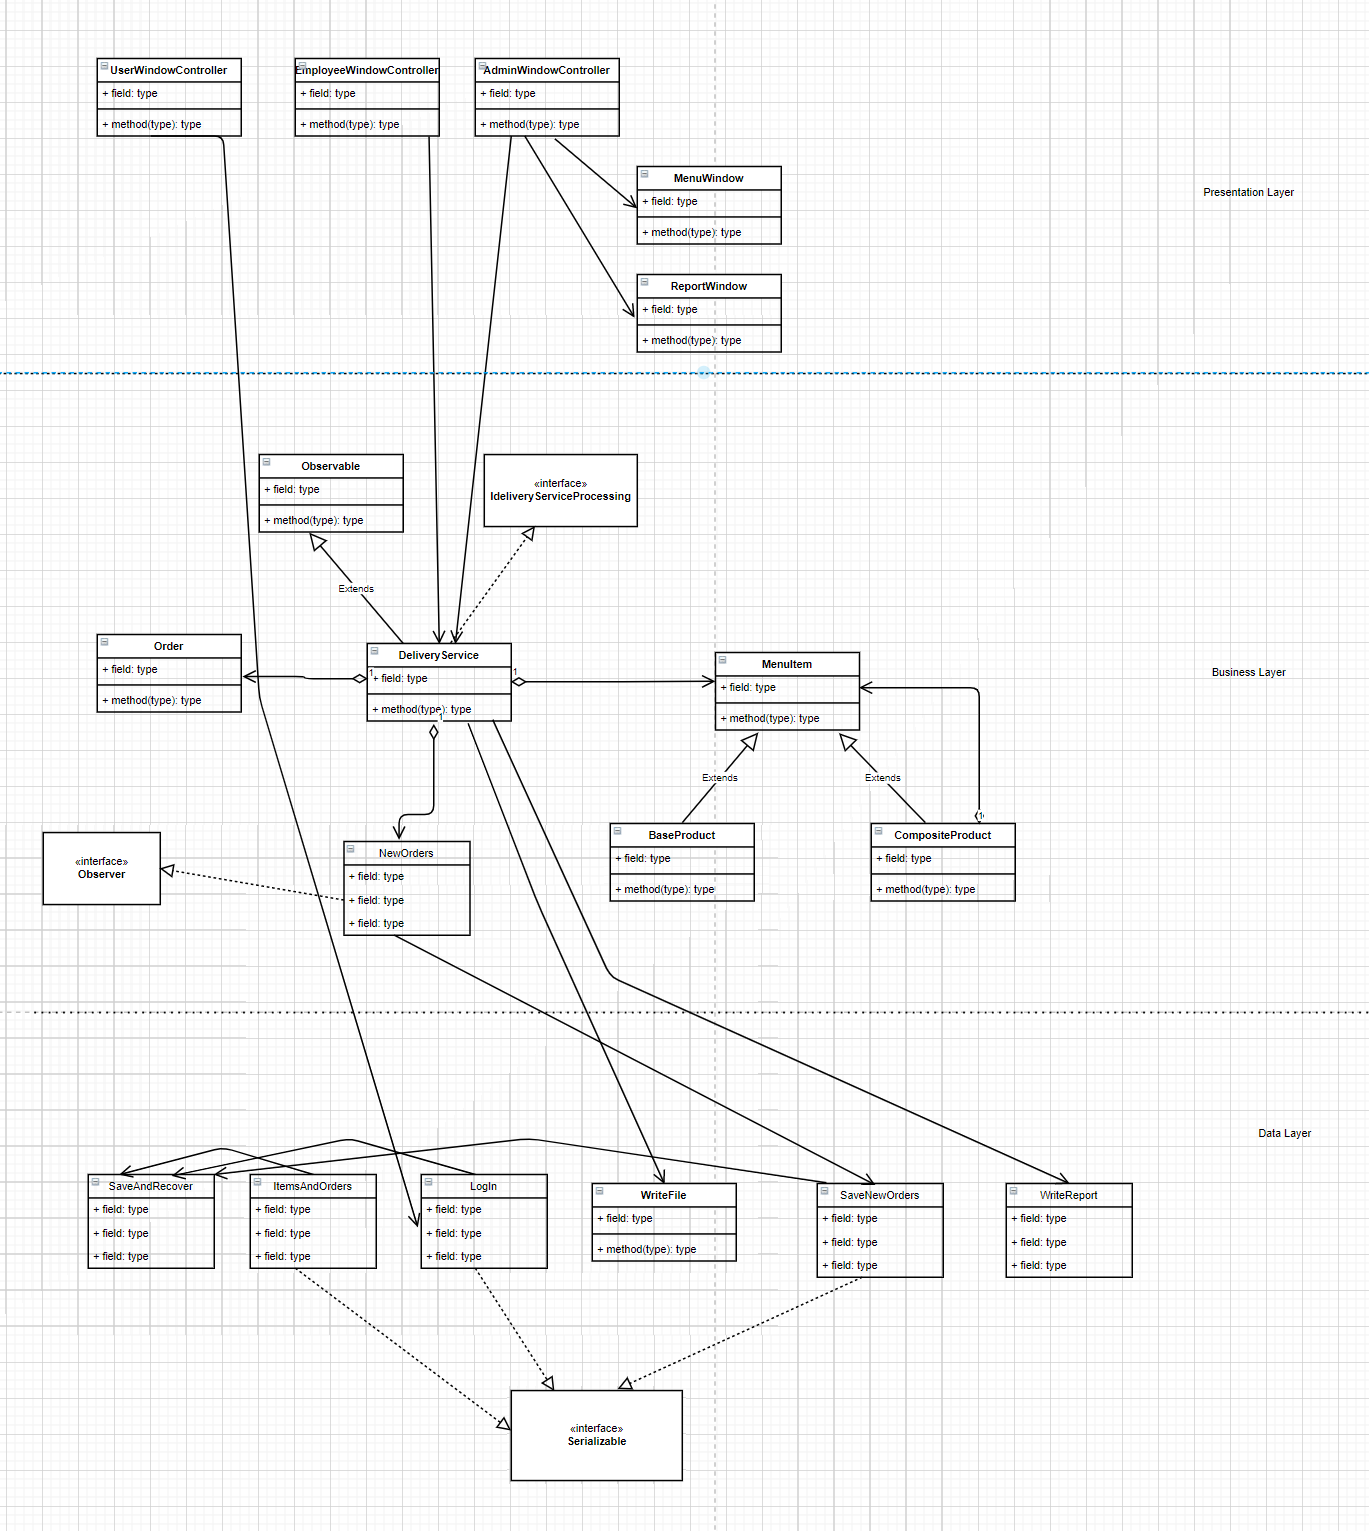 UserWindowController
+ field: type
+ method(type): type
EmployeeWindowController
+ field: type
+ method(type): type
AdminWindowController
+ field: type
+ method(type): type
MenuWindow
+ field: type
+ method(type): type
Presentation Layer
ReportWindow
+ field: type
+ method(type): type
Observable
+ field: type
+ method(type): type
«interface»
IdeliveryServiceProcessing
Extends
Order
+ field: type
+ method(type): type
DeliveryService
1
+ field: type
+ method(type): type
1
1
MenuItem
+ field: type
+ method(type): type
Business Layer
Extends
Extends
BaseProduct
+ field: type
+ method(type): type
1
CompositeProduct
+ field: type
+ method(type): type
«interface»
Observer
NewOrders
+ field: type
+ field: type
+ field: type
Data Layer
SaveAndRecover
+ field: type
+ field: type
+ field: type
ItemsAndOrders
+ field: type
+ field: type
+ field: type
LogIn
+ field: type
+ field: type
+ field: type
WriteFile
+ field: type
+ method(type): type
SaveNewOrders
+ field: type
+ field: type
+ field: type
WriteReport
+ field: type
+ field: type
+ field: type
«interface»
Serializable